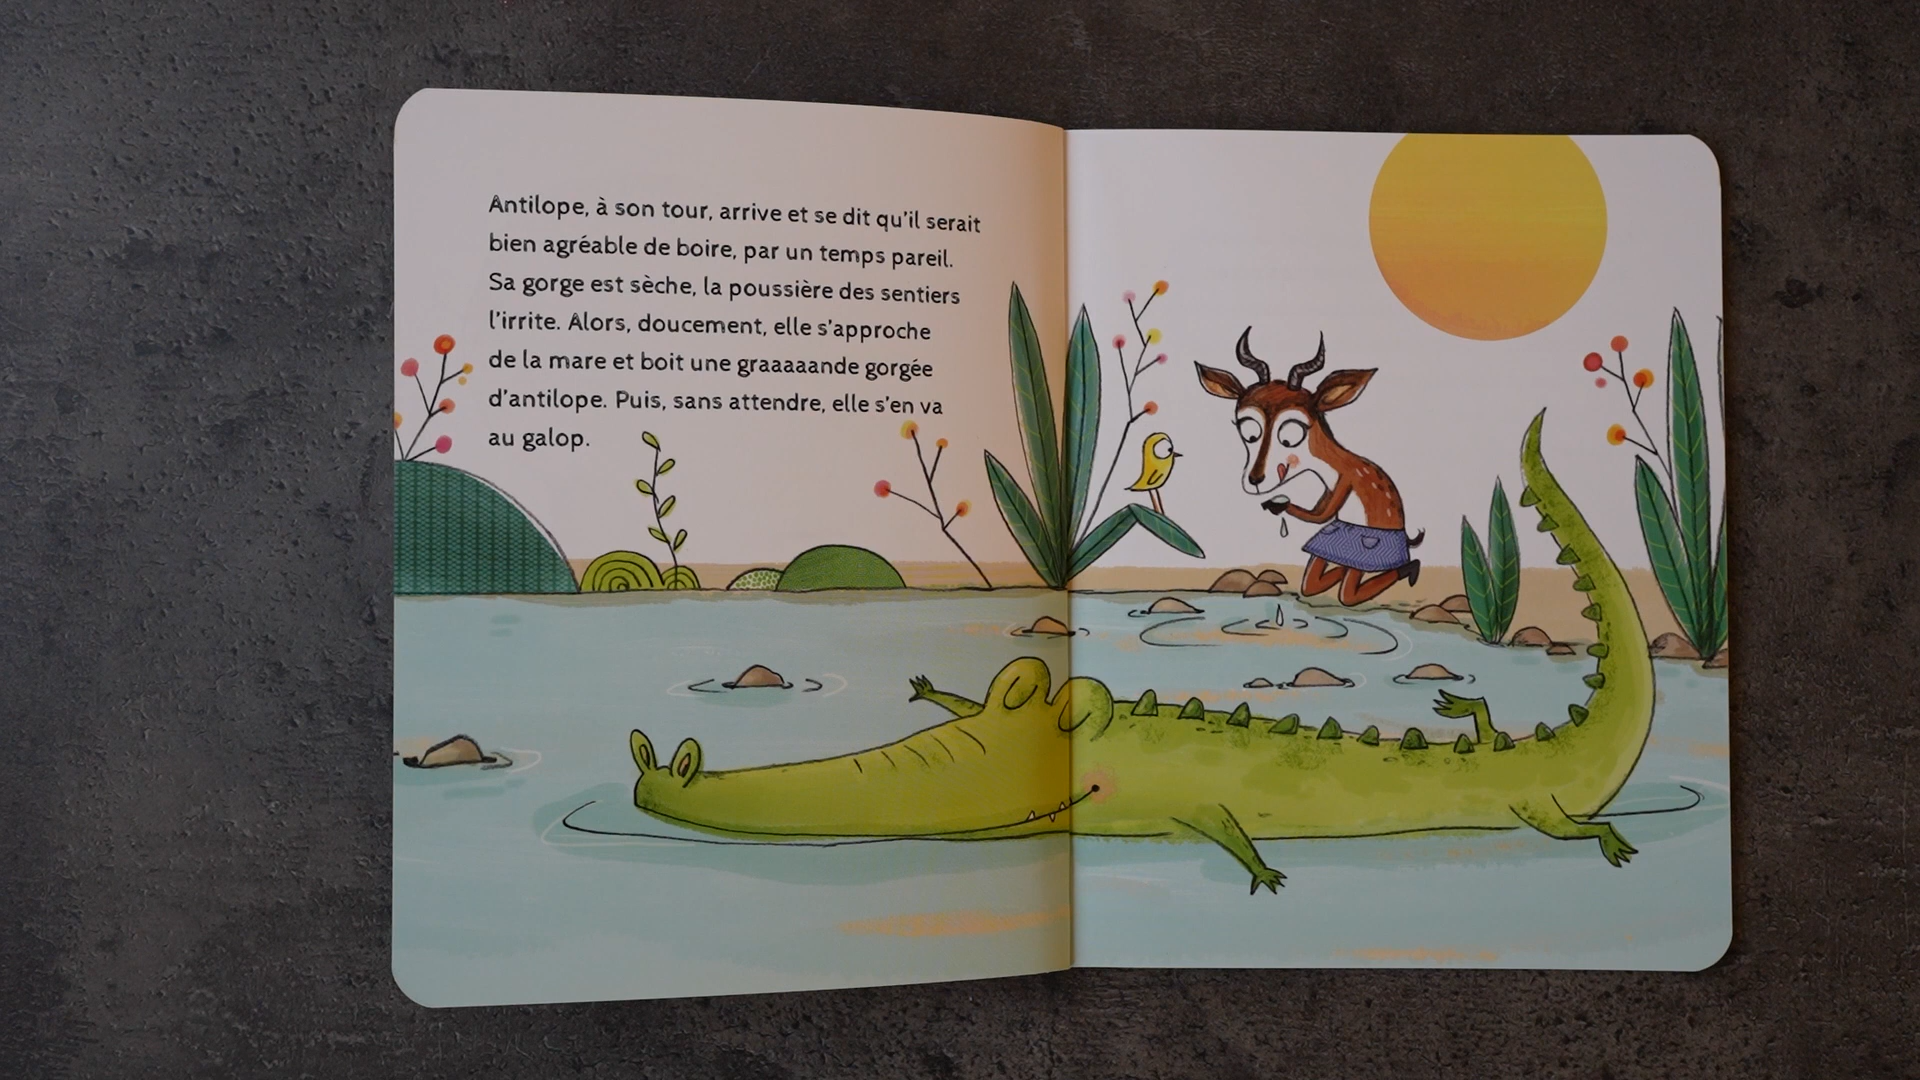 Antilope, à son tour, arrive et se dit qu'il serait
bien agréable de boire, par un temps pareil.
Sa gorge est sèche, la poussière des sentiers
l'irrite. Alors, doucement, elle s'approche
de la mare et boit une graaaaande gorgée
d'antilope. Puis, sans attendre, elle s'en va
au galop.